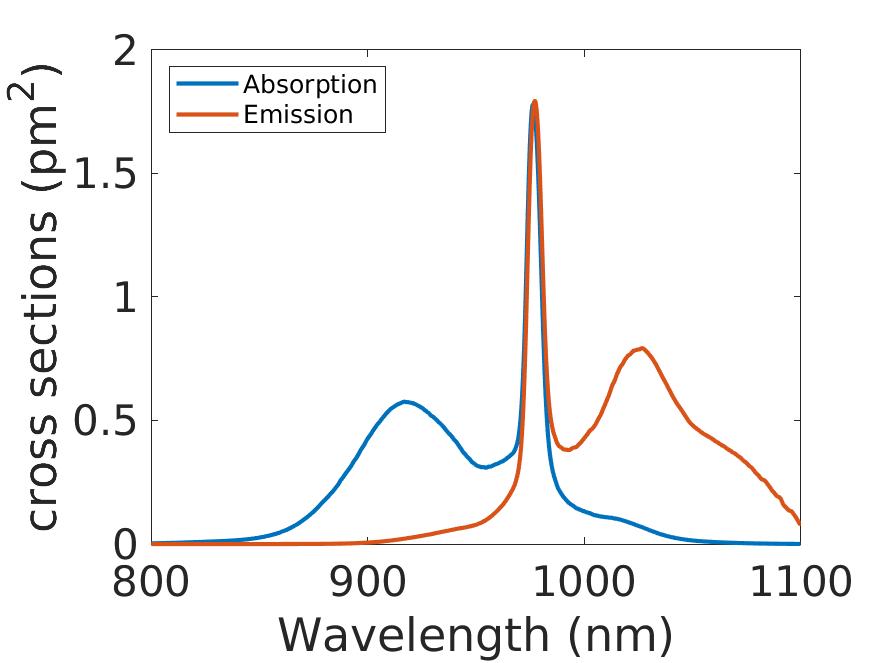 Absorption
Emission
cross sections (pm²)
2
1.5
1
0.5
0
800
900
1000
1100
Wavelength (nm)